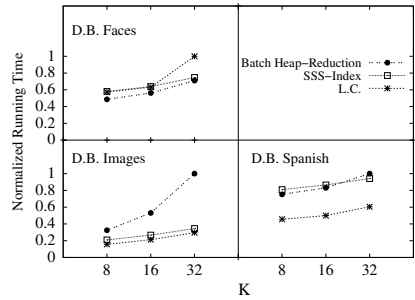 D.B. Faces
Batch Heap-Reduction
SSS-Index
L.C.
1
0.8
0.6
0.4
0.2
0
Normalized Running Time
D.B. Images
D.B. Spanish
1
0.8
0.6
0.4
0.2
0
8 16 32
8 16 32
K